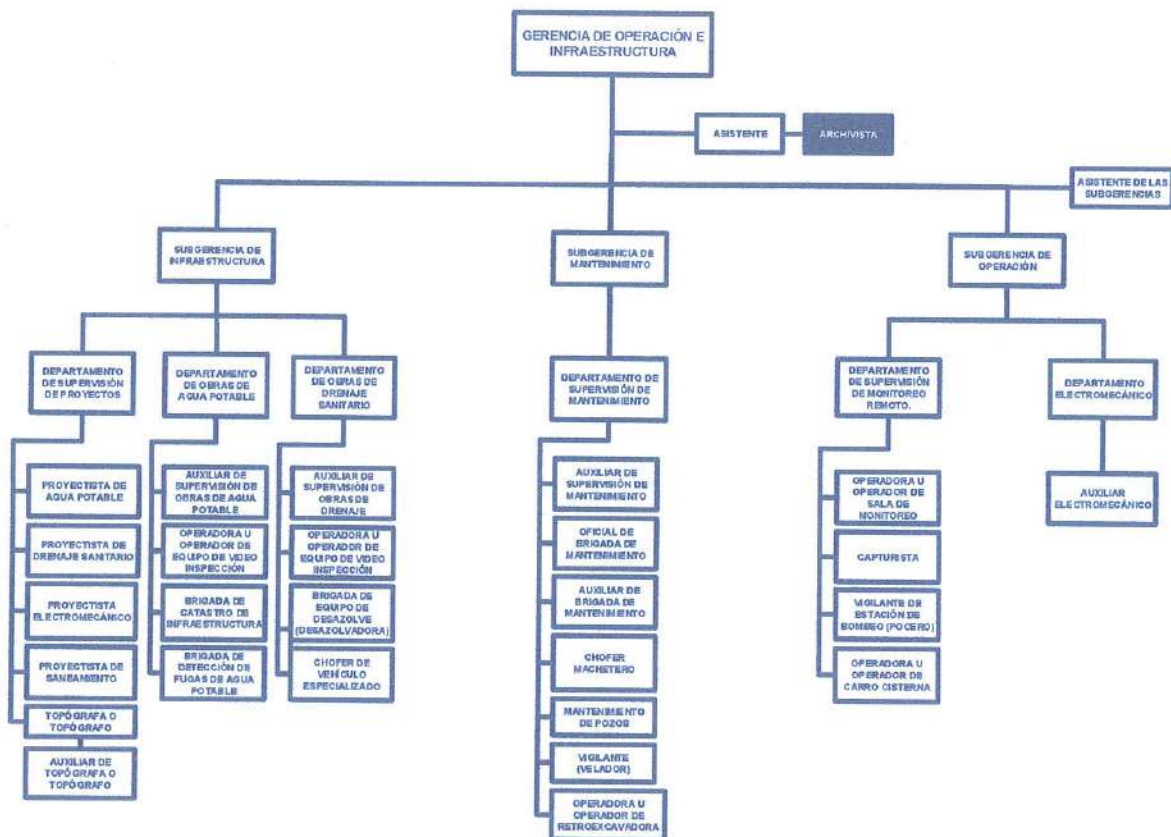 GERENCIA DE OPERACIÓN E
INFRAESTRUCTURA
ASISTENTE
ARCHIVISTA
ASISTENTE DE LAS
SUBGERENCIAS
SUBGERENCIA DE
INFRAESTRUCTURA
SUBGERENCIA DE
MANTENIMIENTO
SUBGERENCIA DE
OPERACIÓN
DEPARTAMENTO
DE SUPERVISIÓN
DE PROYECTOS
DEPARTAMENTO
DE OBRAS DE
AGUA POTABLE
DEPARTAMENTO
DE OBRAS DE
DRENAJE
SANITARIO
DEPARTAMENTO DE
SUPERVISIÓN DE
MANTENIMIENTO
DEPARTAMENTO
DE SUPERVISIÓN
DE MONITOREO
REMOTO.
DEPARTAMENTO
ELECTROMECÁNICO
PROYECTISTA DE
AGUA POTABLE
PROYECTISTA DE
DRENAJE SANITARIO
PROYECTISTA
ELECTROMECÁNICO
PROYECTISTA DE
SANEAMIENTO
TOPÓGRAFA O
TOPÓGRAFO
AUXILIAR DE
TOPÓGRAFA O
TOPÓGRAFO
AUXILIAR DE
SUPERVISIÓN DE
OBRAS DE AGUA
POTABLE
OPERADORA U
OPERADOR DE
EQUIPO DE VIDEO
INSPECCIÓN
BRIGADA DE
CATASTRO DE
INFRAESTRUCTURA
BRIGADA DE
DETECCIÓN DE
FUGAS DE AGUA
POTABLE
AUXILIAR DE
SUPERVISIÓN DE
OBRAS DE
DRENAJE
OPERADORA U
OPERADOR DE
EQUIPO DE VIDEO
INSPECCIÓN
BRIGADA DE
EQUIPO DE
DESAZOLVE
(DESAZOLVADORA)
CHOFER DE
VEHÍCULO
ESPECIALIZADO
AUXILIAR DE
SUPERVISIÓN DE
MANTENIMIENTO
OFICIAL DE
BRIGADA DE
MANTENIMIENTO
AUXILIAR DE
BRIGADA DE
MANTENIMIENTO
CHOFER
MACHETERO
MANTENIMIENTO
DE POZOS
VIGILANTE
(VELADOR)
OPERADORA U
OPERADOR DE
RETROEXCAVADORA
OPERADORA U
OPERADOR DE
SALA DE
MONITOREO
CAPTURISTA
VIGILANTE DE
ESTACIÓN DE
BOMBEO (POCERO)
OPERADORA U
OPERADOR DE
CARRO CISTERNA
AUXILIAR
ELECTROMECÁNICO